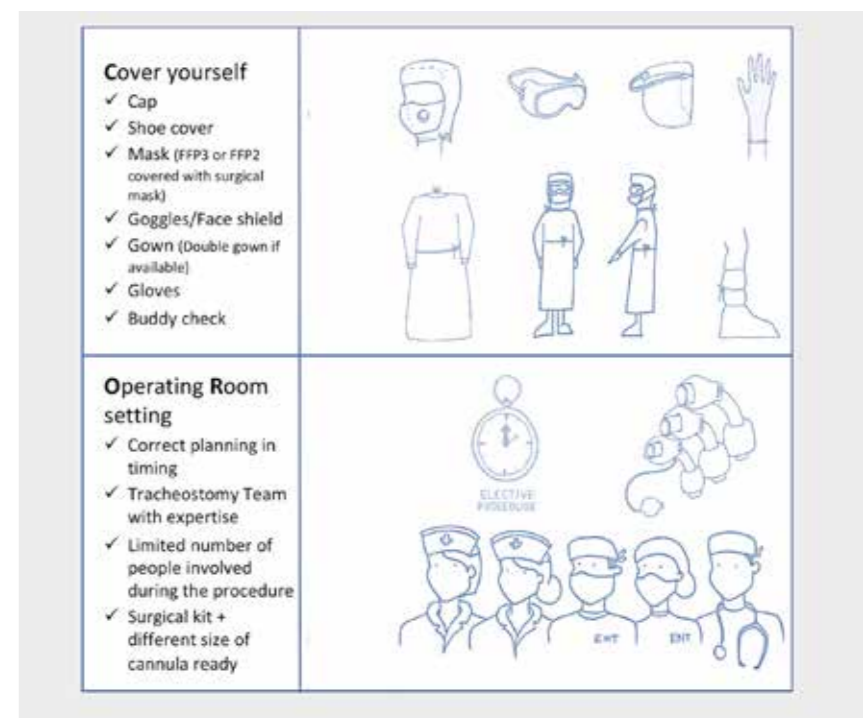 Cover yourself
✓ Cap
✓ Shoe cover
✓ Mask (FFP3 or FFP2
covered with surgical
mask)
✓ Goggles/Face shield
✓ Gown (Double gown if
available)
✓ Gloves
✓ Buddy check
Operating Room
setting
✓ Correct planning in
timing
✓ Tracheostomy Team
with expertise
✓ Limited number of
people involved
during the procedure
✓ Surgical kit +
different size of
cannula ready
ELECTIVE
ENT
ENT